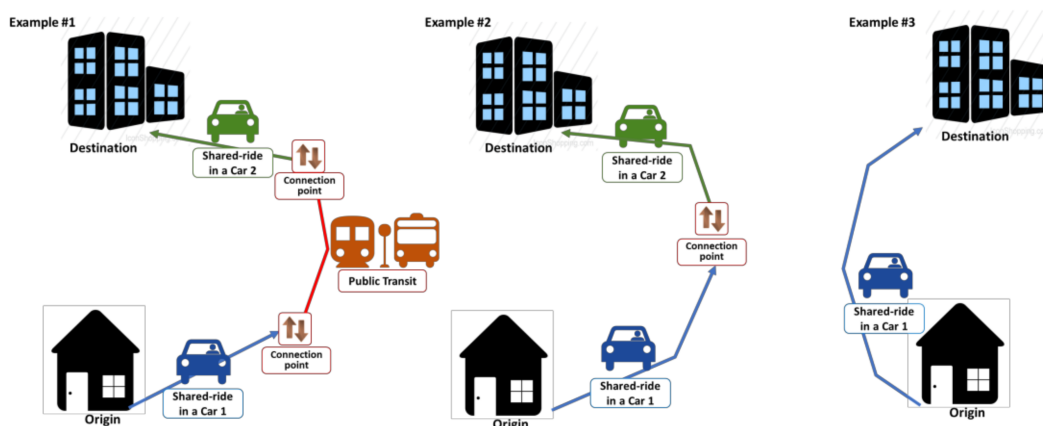 Example #1
Destination
Shared-ride
in a Car 2
Connection
point
Public Transit
Connection
point
Shared-ride
in a Car 1
Origin
Example #2
Destination
Shared-ride
in a Car 2
Connection
point
Shared-ride
in a Car 1
Origin
Example #3
Destination
Shared-ride
in a Car 1
Origin